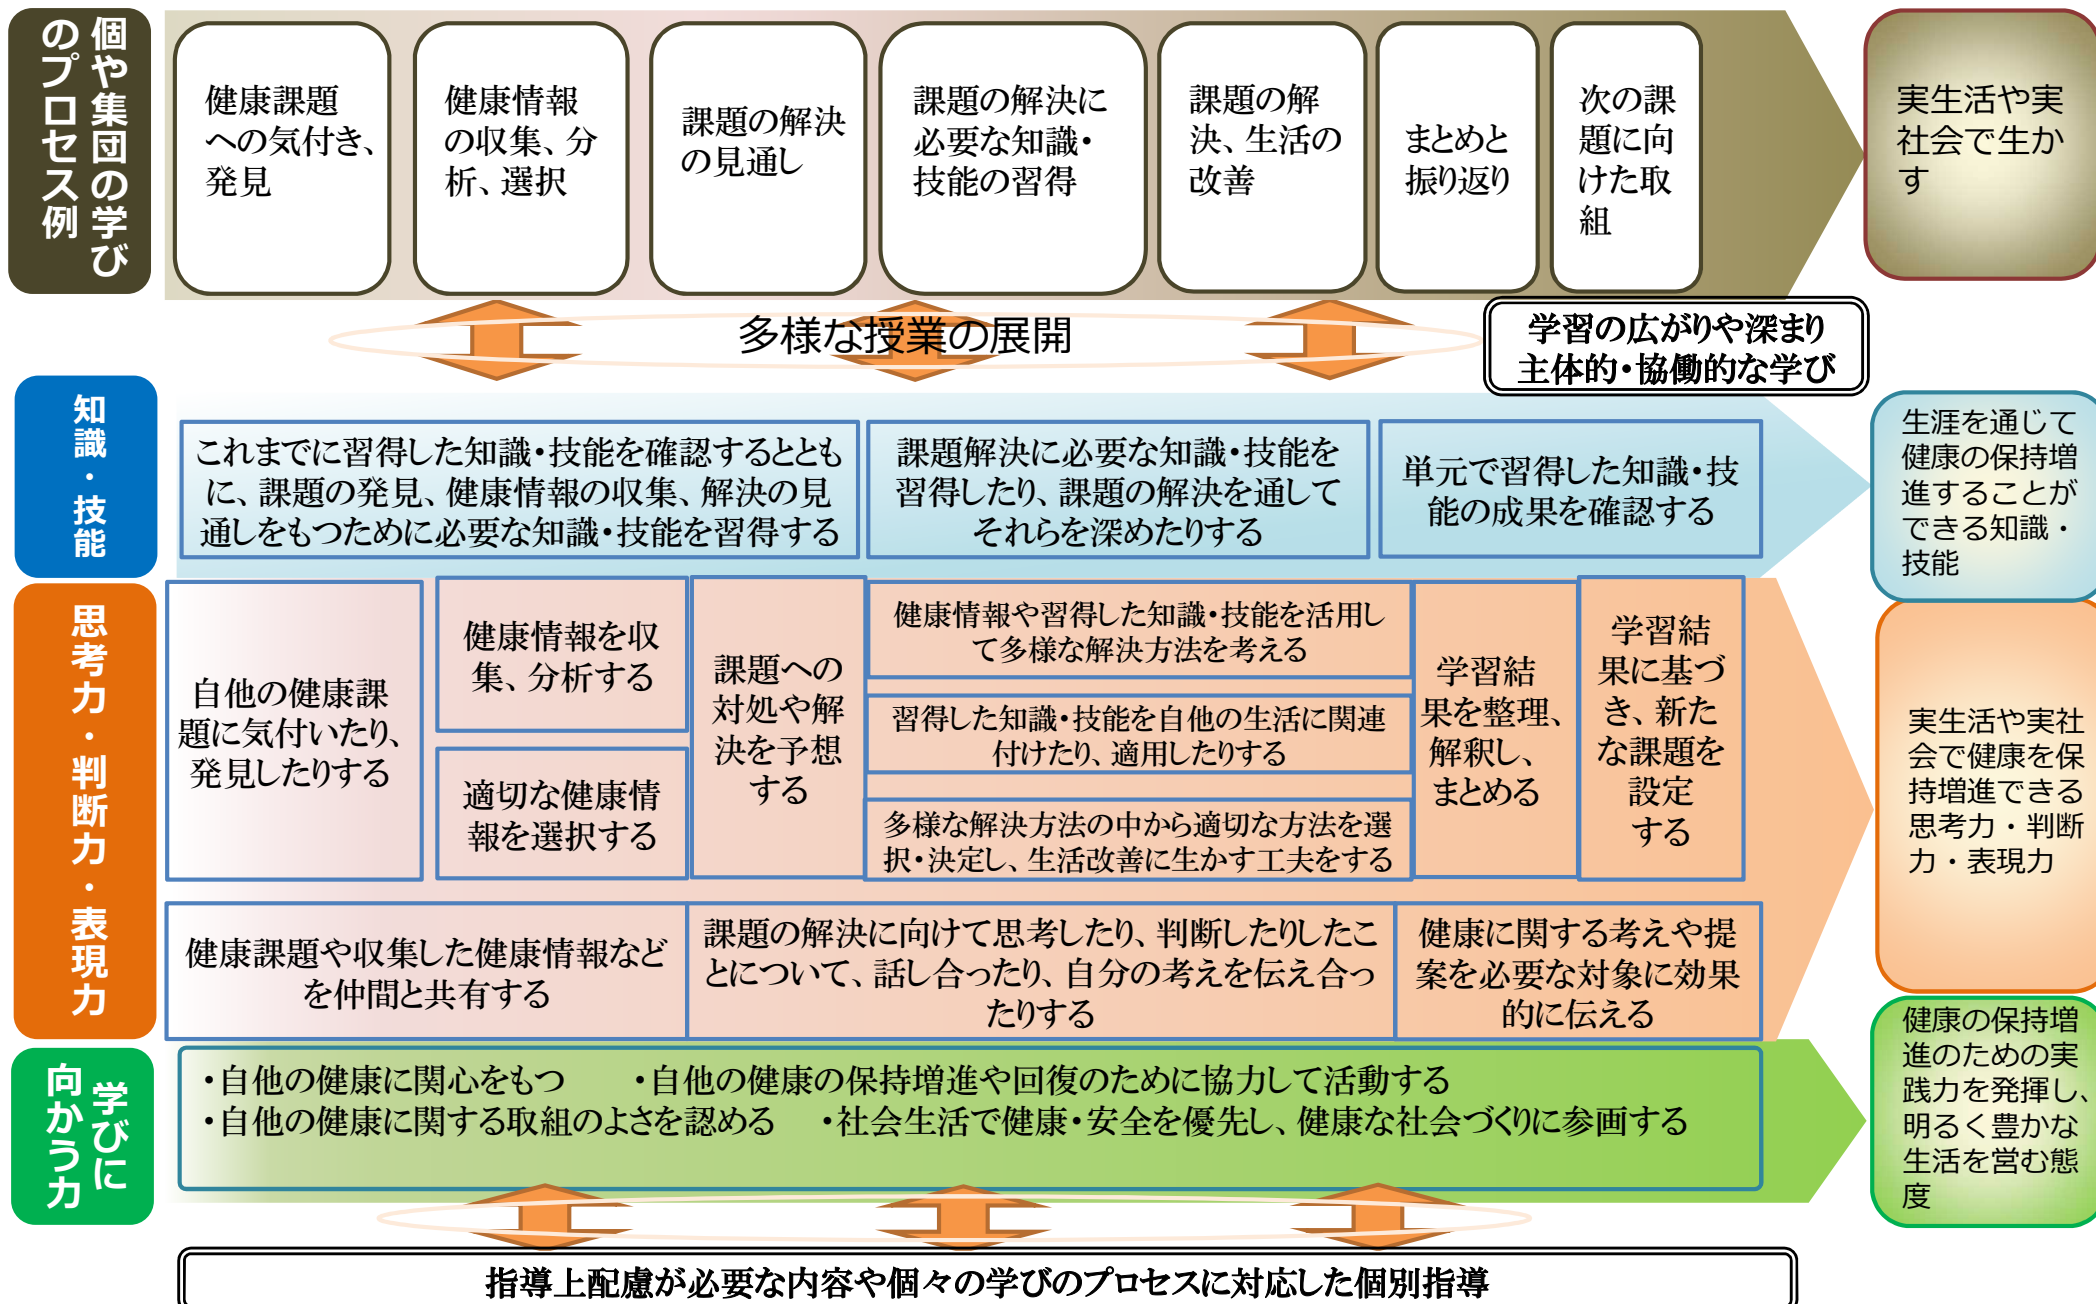 個や集団の学び
のプロセス例
健康課題
への気付き、
発見
健康情報
の収集、分
析、選択
課題の解決
の見通し
課題の解決に
必要な知識・
技能の習得
課題の解
決、生活の
改善
まとめと
振り返り
次の課
題に向
けた取
組
実生活や実
社会で生か
す
多様な授業の展開
学習の広がりや深まり
主体的・協働的な学び
知識・技能
これまでに習得した知識・技能を確認するととも
に、課題の発見、健康情報の収集、解決の見
通しをもつために必要な知識・技能を習得する
課題解決に必要な知識・技能を
習得したり、課題の解決を通して
それらを深めたりする
単元で習得した知識・技
能の成果を確認する
生涯を通じて
健康の保持増
進することが
できる知識・
技能
思考力・判断力・表現力
自他の健康課
題に気付いたり、
発見したりする
健康情報を収
集、分析する
適切な健康情
報を選択する
課題への
対処や解
決を予想
する
健康情報や習得した知識・技能を活用し
て多様な解決方法を考える
習得した知識・技能を自他の生活に関連
付けたり、適用したりする
多様な解決方法の中から適切な方法を選
択・決定し、生活改善に生かす工夫をする
学習結
果を整理、
解釈し、
まとめる
学習結
果に基づ
き、新た
な課題を
設定
する
健康課題や収集した健康情報など
を仲間と共有する
課題の解決に向けて思考したり、判断したりしたこ
とについて、話し合ったり、自分の考えを伝え合っ
たりする
健康に関する考えや提
案を必要な対象に効果
的に伝える
実生活や実社
会で健康を保
持増進できる
思考力・判断
力・表現力
学びに
向かう力
・自他の健康に関心をもつ　・自他の健康の保持増進や回復のために協力して活動する
・自他の健康に関する取組のよさを認める　・社会生活で健康・安全を優先し、健康な社会づくりに参画する
健康の保持増
進のための実
践力を発揮し、
明るく豊かな
生活を営む態
度
指導上配慮が必要な内容や個々の学びのプロセスに対応した個別指導